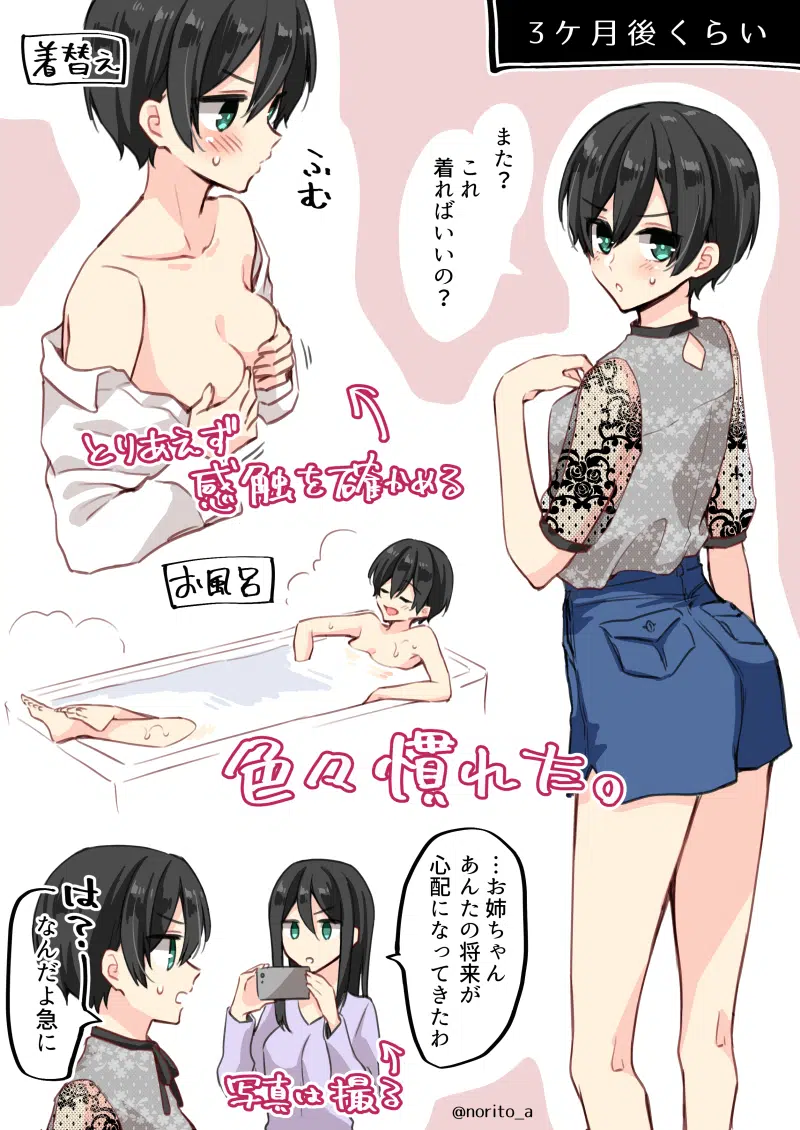 3ケ月後くらい
着替え
また?
これ
着ればいいの?
ふむ
とりあえず
感触を確かめる
お風呂
色々慣れた。
…お姉ちゃん
あんたの将来が
心配になってきたわ
は?…
なんだよ急に
写真は撮る
@norito_a